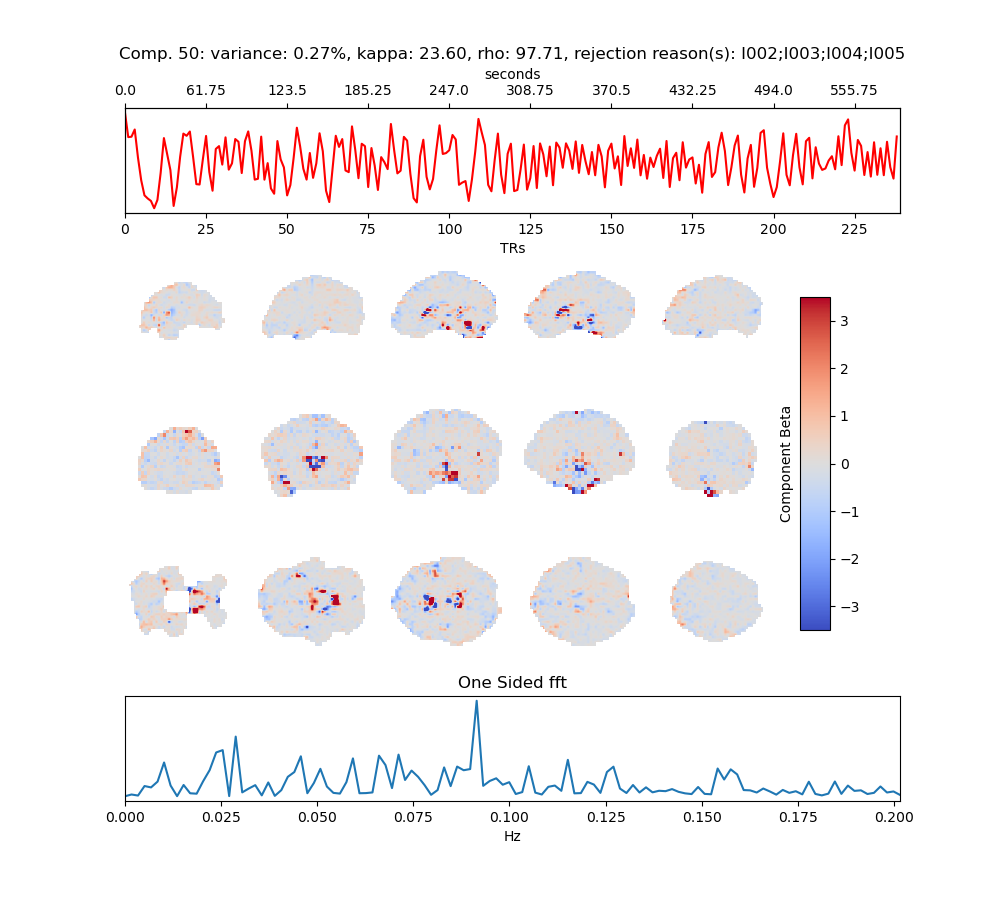 Comp. 50: variance: 0.27%, kappa: 23.60, rho: 97.71, rejection reason(s): I002;I003;I004;I005
seconds
0.0 61.75 123.5 185.25 247.0 308.75 370.5 432.25 494.0 555.75
0 25 50 75 100 125 150 175 200 225
TRs
3
2
1
0
−1
−2
−3
Component Beta
One Sided fft
0.000 0.025 0.050 0.075 0.100 0.125 0.150 0.175 0.200
Hz